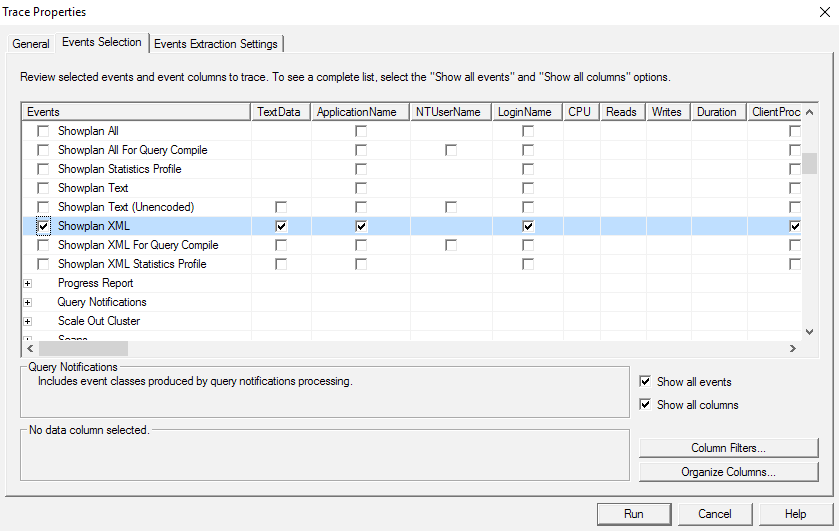 Trace Properties
General Events Selection Events Extraction Settings
Review selected events and event columns to trace. To see a complete list, select the "Show all events" and "Show all columns" options.
Events TextData ApplicationName NTUserName LoginName CPU Reads Writes Duration ClientProc
Showplan All
Showplan All For Query Compile
Showplan Statistics Profile
Showplan Text
Showplan Text (Unencoded)
Showplan XML
Showplan XML For Query Compile
Showplan XML Statistics Profile
Progress Report
Query Notifications
Scale Out Cluster
Scans
Query Notifications
Includes event classes produced by query notifications processing.
Show all events
Show all columns
No data column selected.
Column Filters...
Organize Columns...
Run Cancel Help